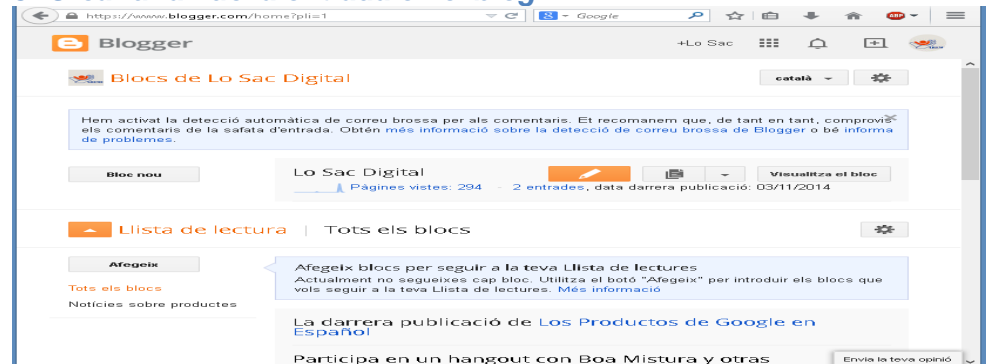 https://www.blogger.com/home?pli=1
Google
ABP
Blogger
+Lo Sac
Blocs de Lo Sac Digital
català
Hem activat la detecció automàtica de correu brossa per als comentaris. Et recomanem que, de tant en tant, comprovis
els comentaris de la safata d'entrada. Obtén més informació sobre la detecció de correu brossa de Blogger o bé informa
de problemes.
Bloc nou
Lo Sac Digital
Visualitza el bloc
Pàgines vistes: 294 · 2 entrades, data darrera publicació: 03/11/2014
Llista de lectura | Tots els blocs
Afegeix
Afegeix blocs per seguir a la teva Llista de lectures
Actualment no segueixes cap bloc. Utilitza el botó "Afegeix" per introduir els blocs que
vols seguir a la teva Llista de lectures. Més informació
Tots els blocs
Notícies sobre productes
La darrera publicació de Los Productos de Google en
Español
Participa en un hangout con Boa Mistura y otras
Envia la teva opinió